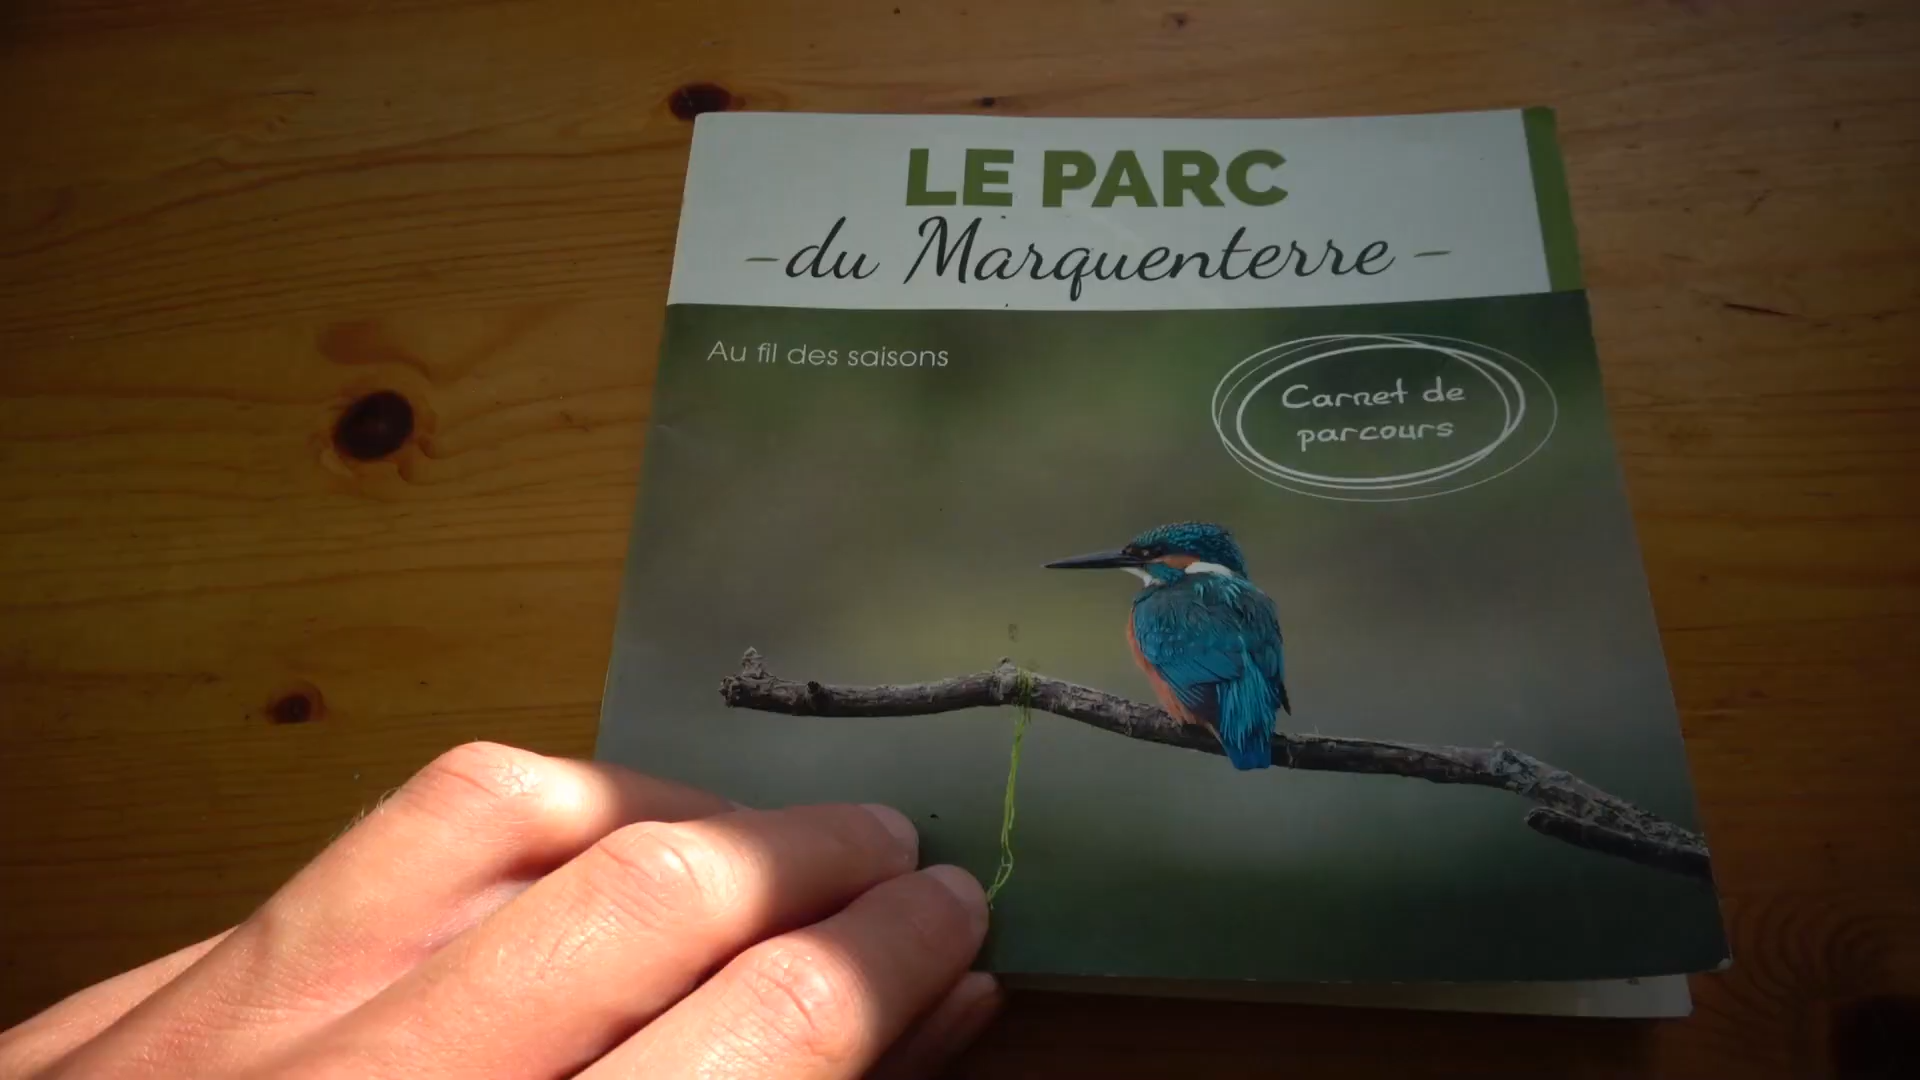 LE PARC
- du Marquenterre -
Au fil des saisons
Carnet de
parcours